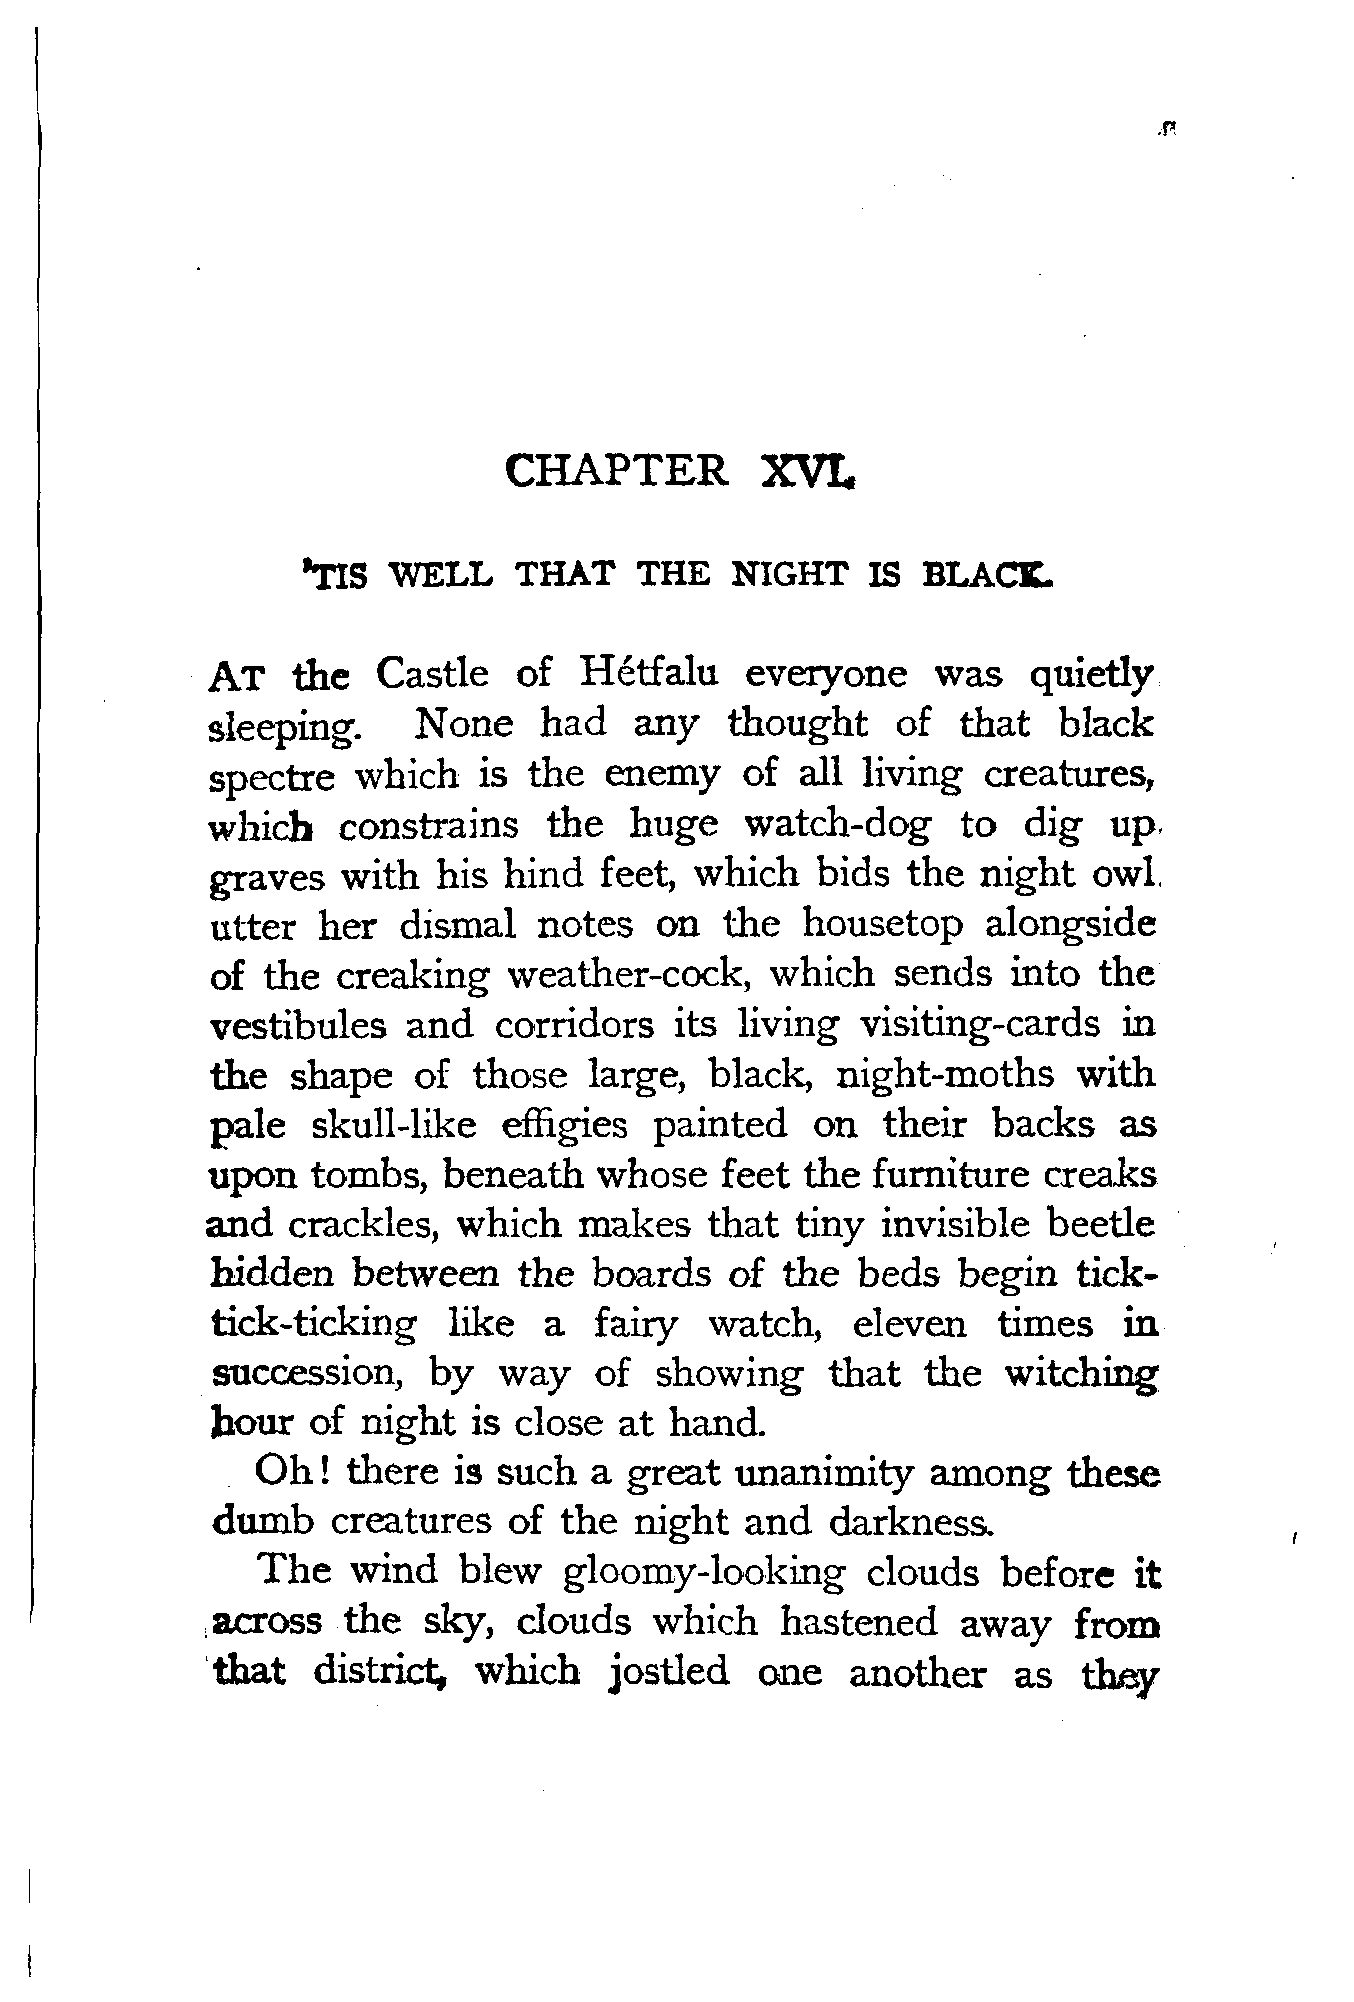 CHAPTER XVI.
'TIS WELL THAT THE NIGHT IS BLACK.
AT the Castle of Hétfalu everyone was quietly
sleeping. None had any thought of that black
spectre which is the enemy of all living creatures,
which constrains the huge watch-dog to dig up
graves with his hind feet, which bids the night owl
utter her dismal notes on the housetop alongside
of the creaking weather-cock, which sends into the
vestibules and corridors its living visiting-cards in
the shape of those large, black, night-moths with
pale skull-like effigies painted on their backs as
upon tombs, beneath whose feet the furniture creaks
and crackles, which makes that tiny invisible beetle
hidden between the boards of the beds begin tick-
tick-ticking like a fairy watch, eleven times in
succession, by way of showing that the witching
hour of night is close at hand.
Oh! there is such a great unanimity among these
dumb creatures of the night and darkness.
The wind blew gloomy-looking clouds before it
across the sky, clouds which hastened away from
that district, which jostled one another as they